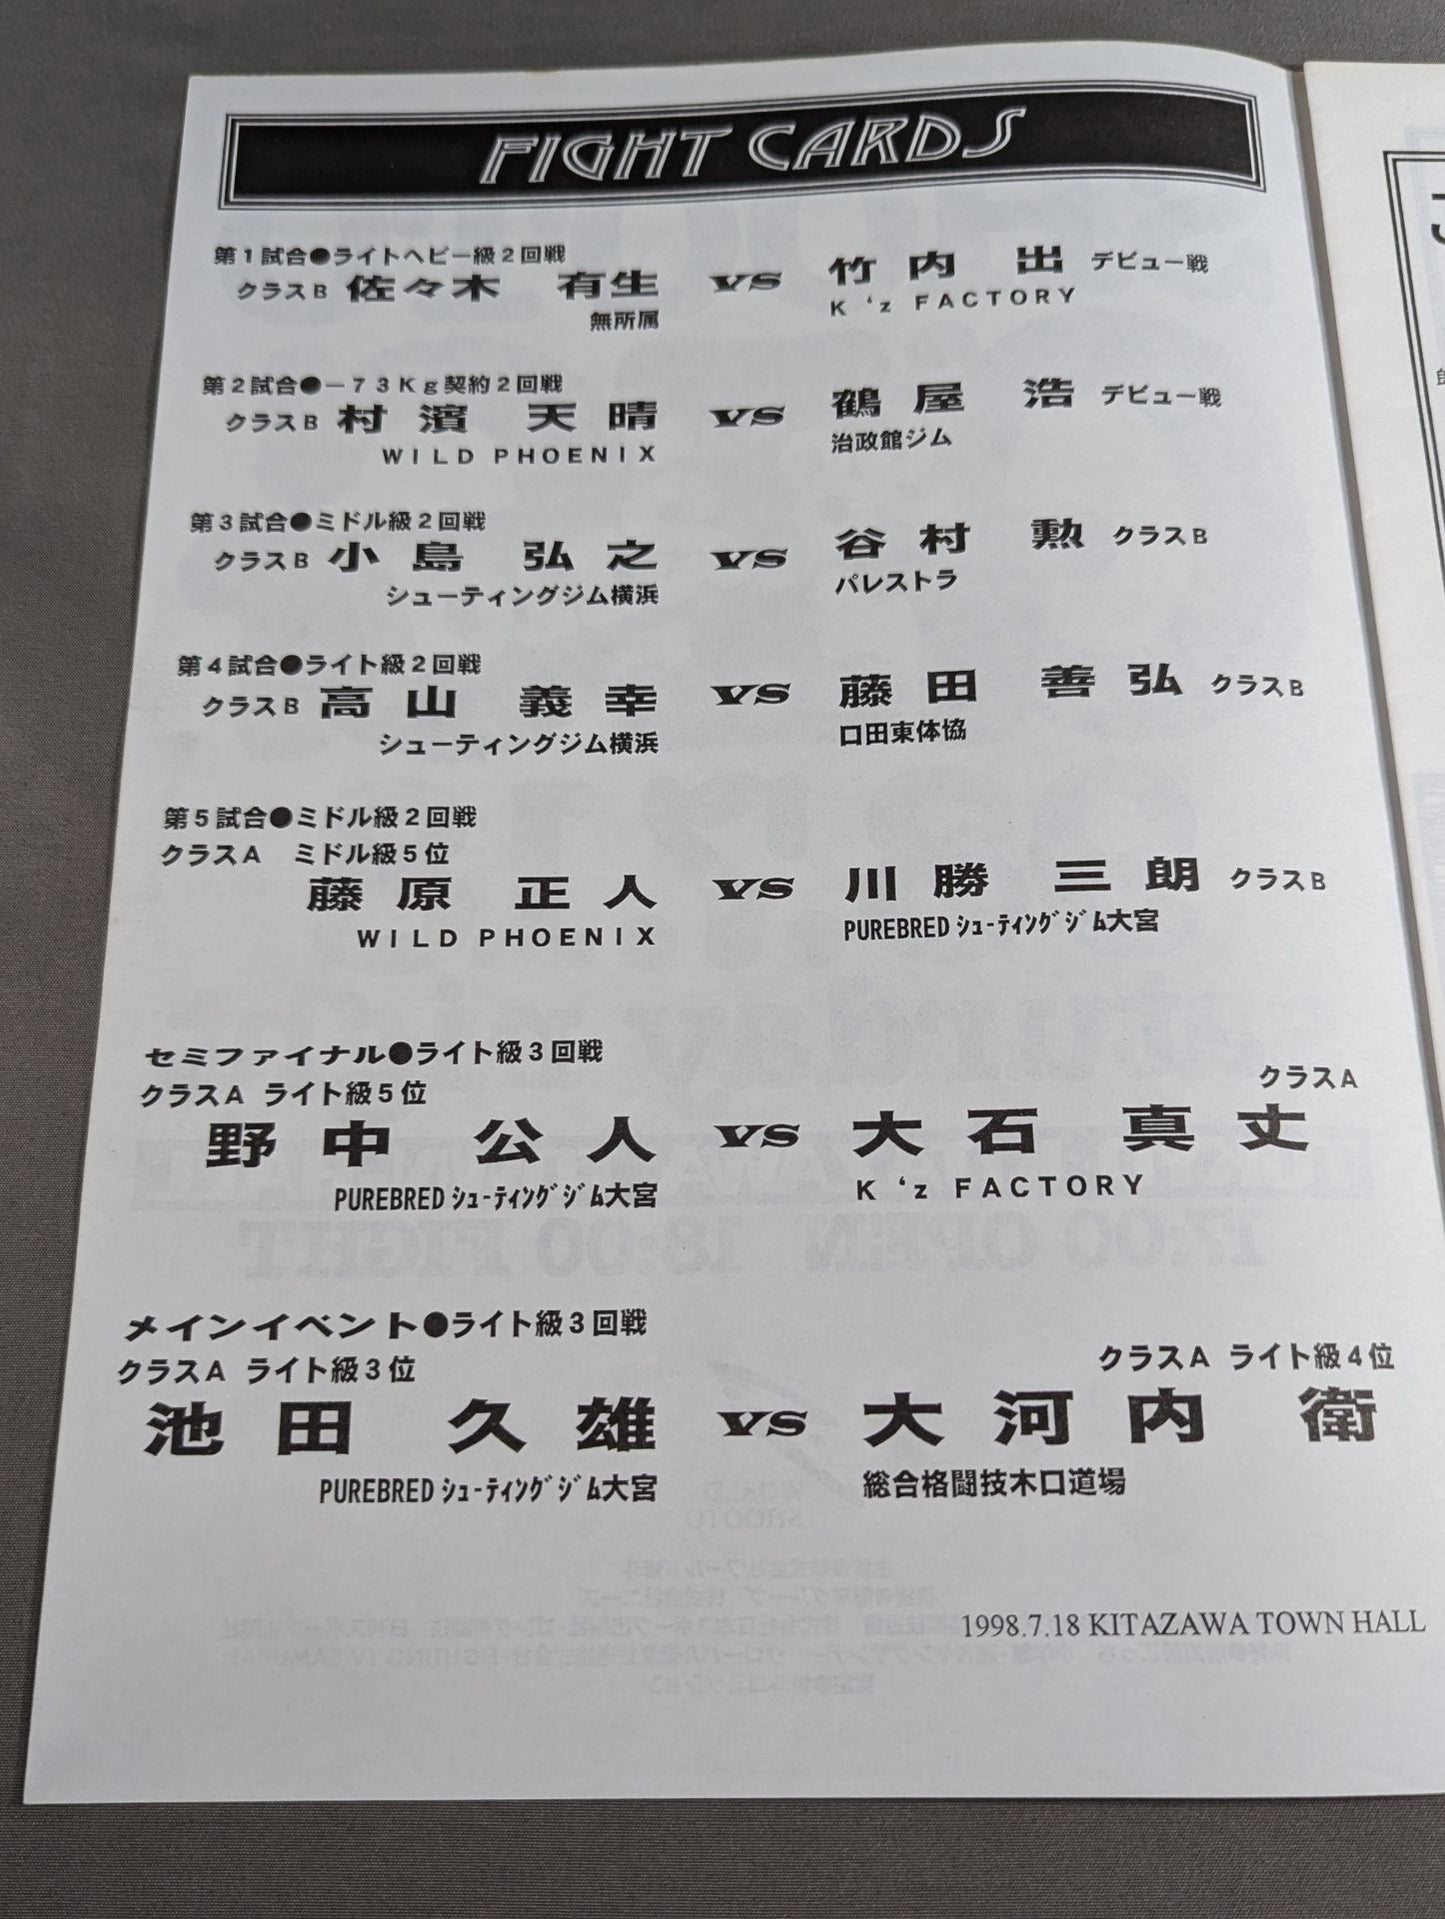 FIGHT CARDS
第1試合●ライトヘビー級2回戦
クラスB 佐々木 有生 vs 竹内 出 デビュー戦
無所属 K‘z FACTORY
第2試合●－73Kg契約2回戦
クラスB 村濱 天晴 vs 鶴屋 浩 デビュー戦
WILD PHOENIX 治政館ジム
第3試合●ミドル級2回戦
クラスB 小島 弘之 vs 谷村 勲 クラスB
シューティングジム横浜 パレストラ
第4試合●ライト級2回戦
クラスB 高山 義幸 vs 藤田 善弘 クラスB
シューティングジム横浜 口田東体協
第5試合●ミドル級2回戦
クラスA ミドル級5位
藤原 正人 vs 川勝 三朗 クラスB
WILD PHOENIX PUREBRED ｼｭｰﾃｨﾝｸﾞｼﾞﾑ大宮
セミファイナル●ライト級3回戦
クラスA ライト級5位 クラスA
野中 公人 vs 大石 真丈
PUREBRED ｼｭｰﾃｨﾝｸﾞｼﾞﾑ大宮 K‘z FACTORY
メインイベント●ライト級3回戦
クラスA ライト級3位 クラスA ライト級4位
池田 久雄 vs 大河内 衛
PUREBRED ｼｭｰﾃｨﾝｸﾞｼﾞﾑ大宮 総合格闘技木口道場
1998.7.18 KITAZAWA TOWN HALL